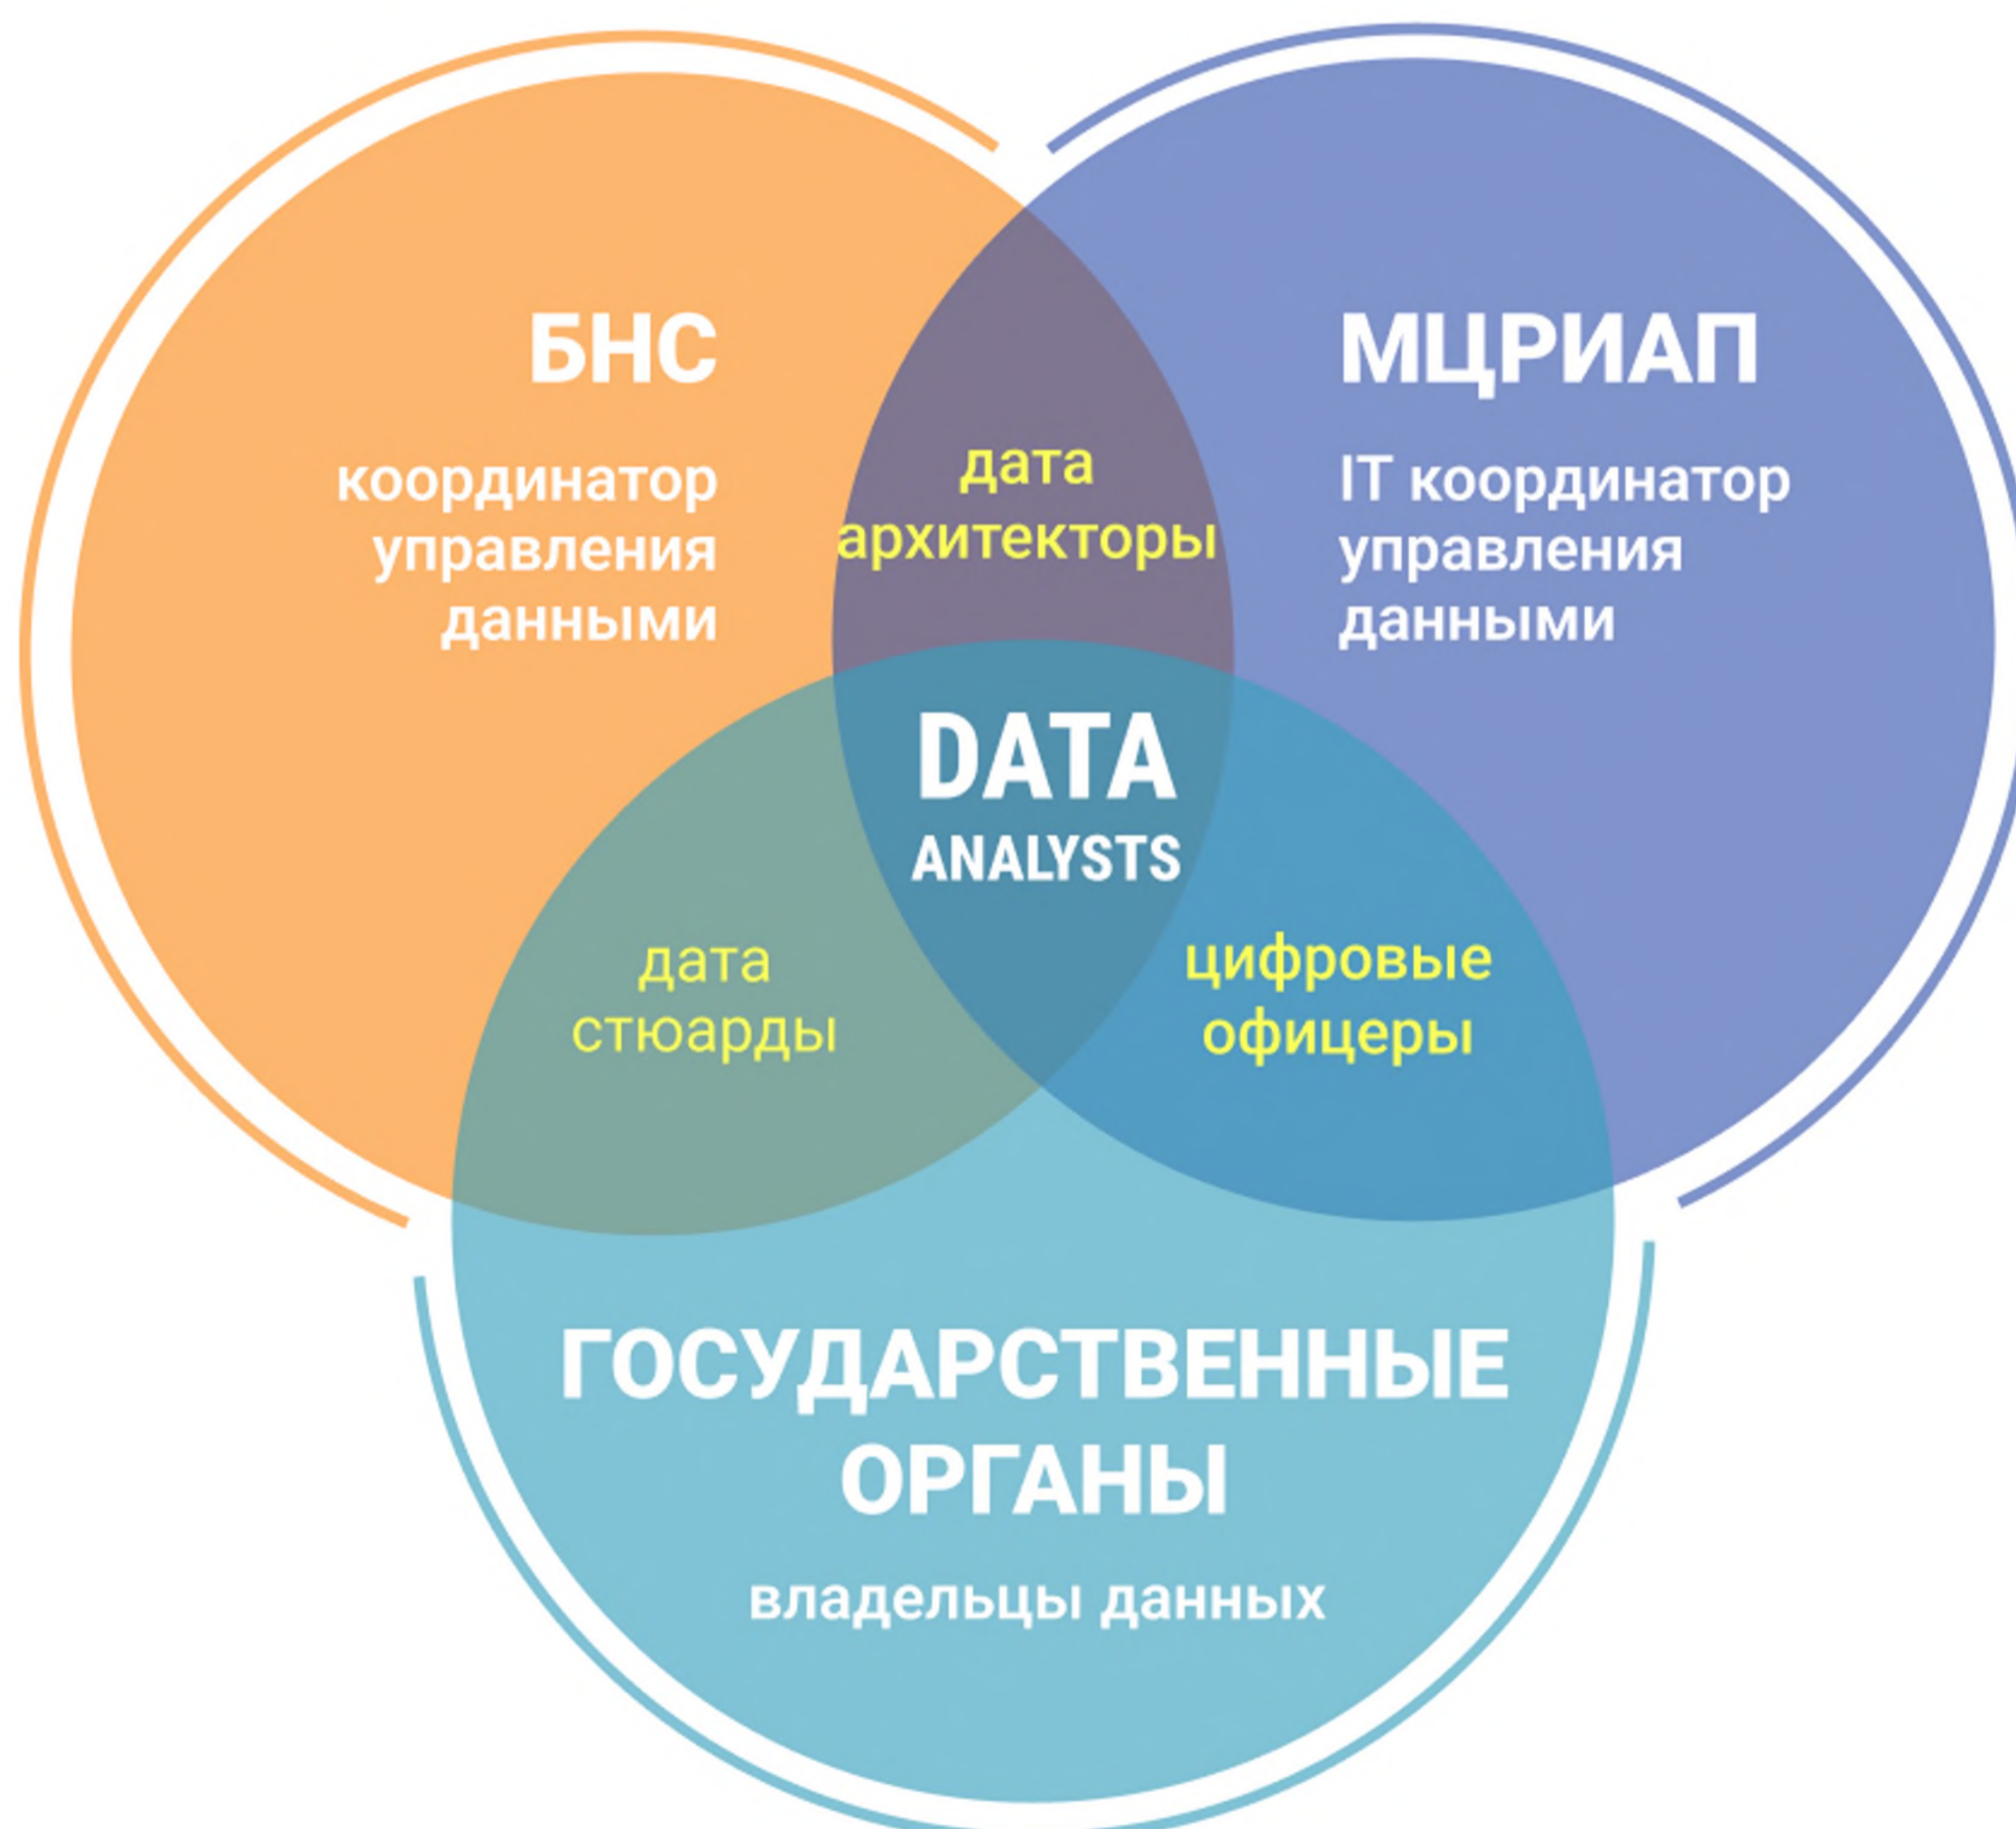 БНС
координатор
управления
данными
МЦРИАП
IT координатор
управления
данными
дата
архитекторы
DATA
ANALYSTS
дата
стюарды
цифровые
офицеры
ГОСУДАРСТВЕННЫЕ
ОРГАНЫ
владельцы данных